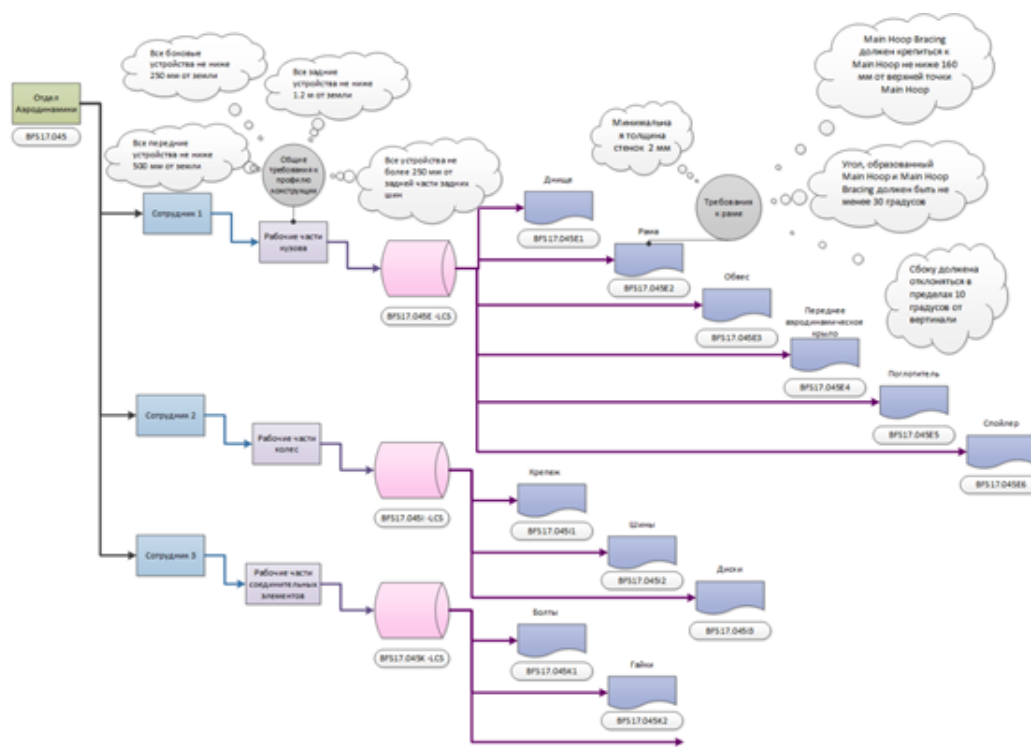 Все боковые
устройства не ниже
250 мм от земли
Все задние
устройства не ниже
1.2 м от земли
Main Hoop Bracing
должен крепиться к
Main Hoop не ниже 160
мм от верхней точки
Main Hoop
Отдел
Аэродинамики
BFS17.045
Все передние
устройства не ниже
500 мм от земли
Общие
требования к
профилю
конструкции
Все устройства не
более 250 мм от
задней части задних
шин
Минимальна
я толщина
стенок 2 мм
Требования
к раме
Угол, образованный
Main Hoop и Main Hoop
Bracing должен быть не
менее 30 градусов
Сбоку должена
отклоняться в
пределах 10
градусов от
вертикали
Сотрудник 1
Рабочие части
кузова
BFS17.045E -LCS
Днище
BFS17.045E1
Рама
BFS17.045E2
Обвес
BFS17.045E3
Переднее
аэродинамическое
крыло
BFS17.045E4
Поглотитель
BFS17.045E5
Спойлер
BFS17.045E6
Сотрудник 2
Рабочие части
колес
BFS17.045I -LCS
Крепеж
BFS17.045I1
Шины
BFS17.045I2
Диски
BFS17.045I3
Сотрудник 3
Рабочие части
соединительных
элементов
BFS17.045K -LCS
Болты
BFS17.045K1
Гайки
BFS17.045K2